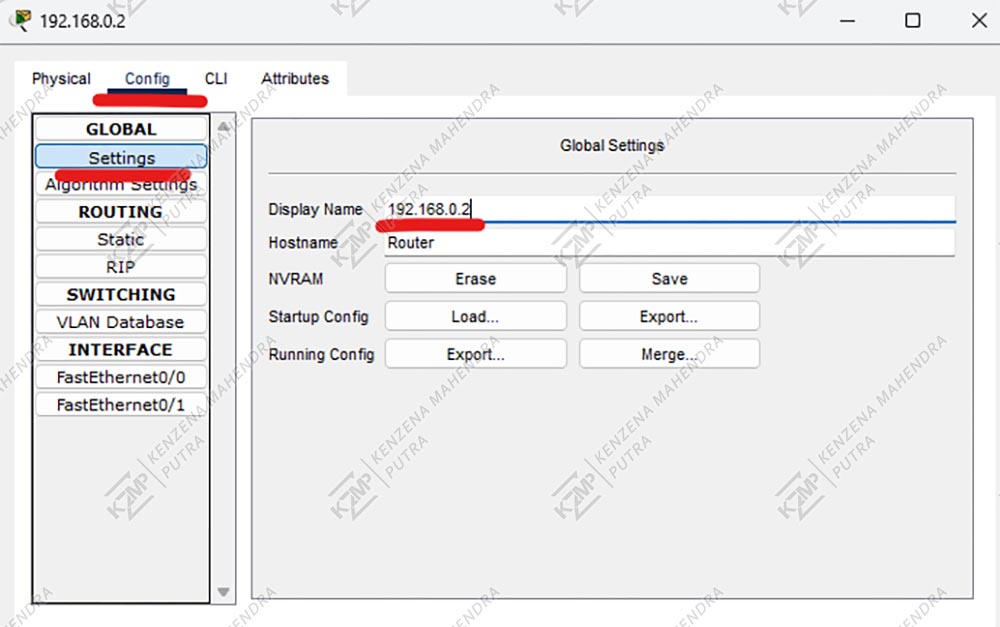 192.168.0.2
Physical Config CLI Attributes
GLOBAL
Settings
Algorithm Settings
ROUTING
Static
RIP
SWITCHING
VLAN Database
INTERFACE
FastEthernet0/0
FastEthernet0/1
Global Settings
Display Name 192.168.0.2
Hostname Router
NVRAM Erase Save
Startup Config Load... Export...
Running Config Export... Merge...
KZMP KENZENA MAHENDRA PUTRA